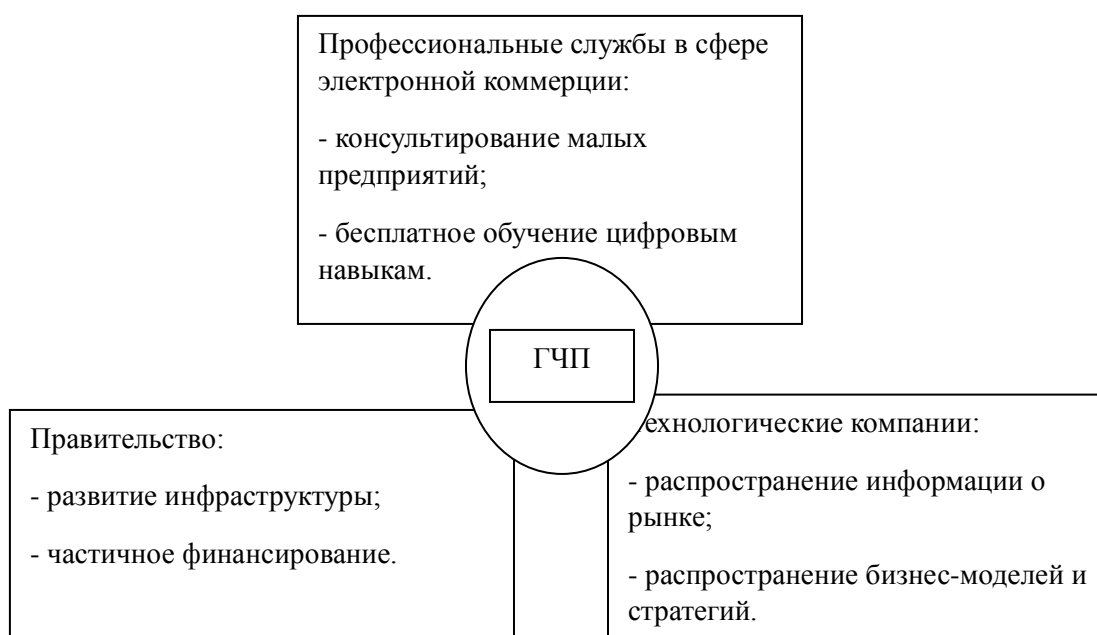 Профессиональные службы в сфере
электронной коммерции:
- консультирование малых
предприятий;
- бесплатное обучение цифровым
навыкам.
ГЧП
Правительство:
- развитие инфраструктуры;
- частичное финансирование.
ехнологические компании:
- распространение информации о
рынке;
- распространение бизнес-моделей и
стратегий.